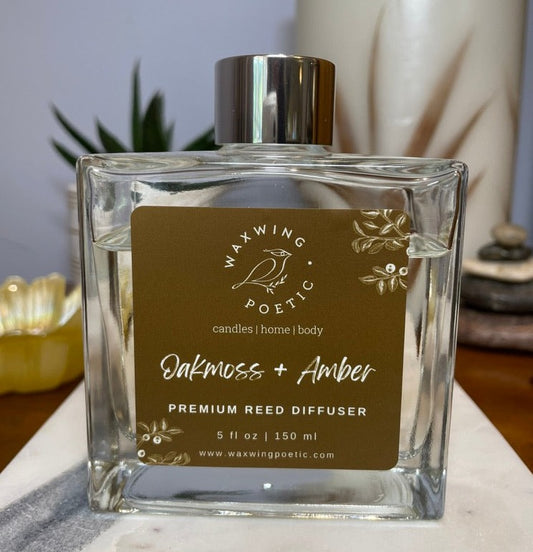 WAXWING
POETIC
candles | home | body
Oakmoss + Amber
PREMIUM REED DIFFUSER
5 fl oz | 150 ml
www.waxwingpoetic.com